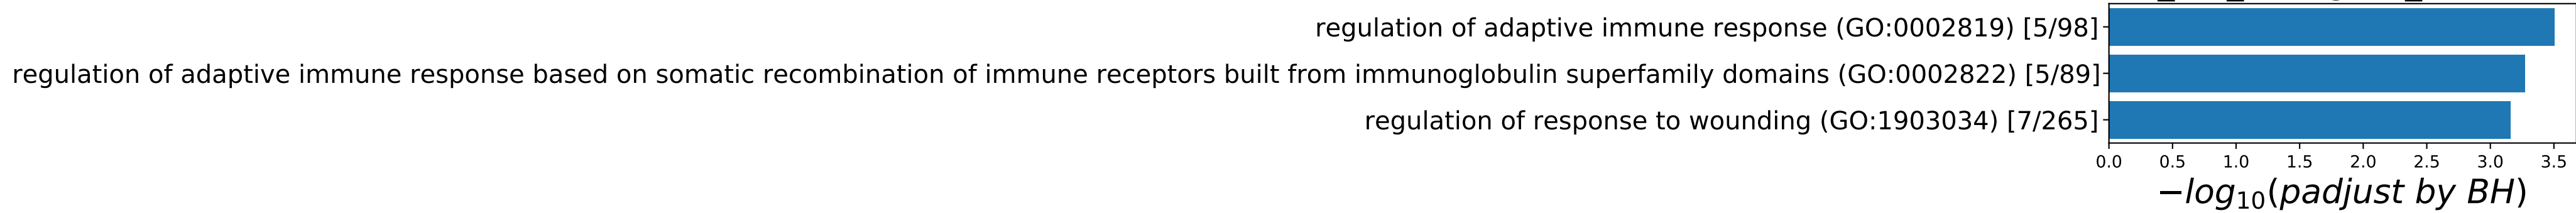 regulation of adaptive immune response (GO:0002819) [5/98]
regulation of adaptive immune response based on somatic recombination of immune receptors built from immunoglobulin superfamily domains (GO:0002822) [5/89]
regulation of response to wounding (GO:1903034) [7/265]
0.0 0.5 1.0 1.5 2.0 2.5 3.0 3.5
−log₁₀(padjust by BH)